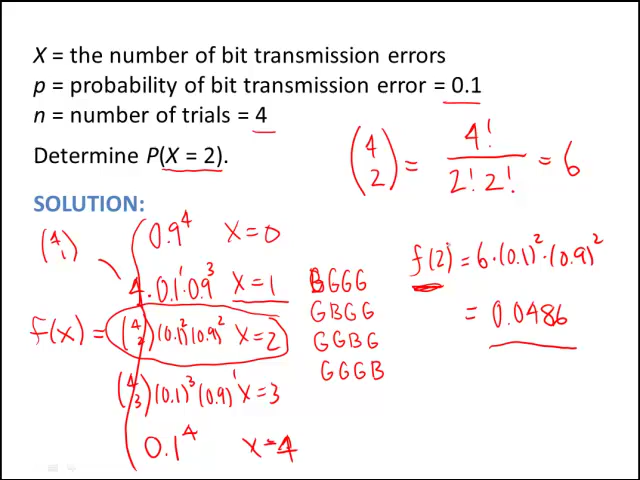 X = the number of bit transmission errors
p = probability of bit transmission error = 0.1
n = number of trials = 4
Determine P(X = 2).
(4 2) = 4! / 2! 2! = 6
SOLUTION:
(4 1)
f(x) =
0.9^4 X = 0
4 · 0.1^1 · 0.9^3 X = 1
(4 2)(0.1)^2(0.9)^2 X = 2
(4 3)(0.1)^3(0.9)^1 X = 3
0.1^4 X = 4
BGGG
GBGG
GGBG
GGGB
f(2) = 6 · (0.1)^2 · (0.9)^2
= 0.0486